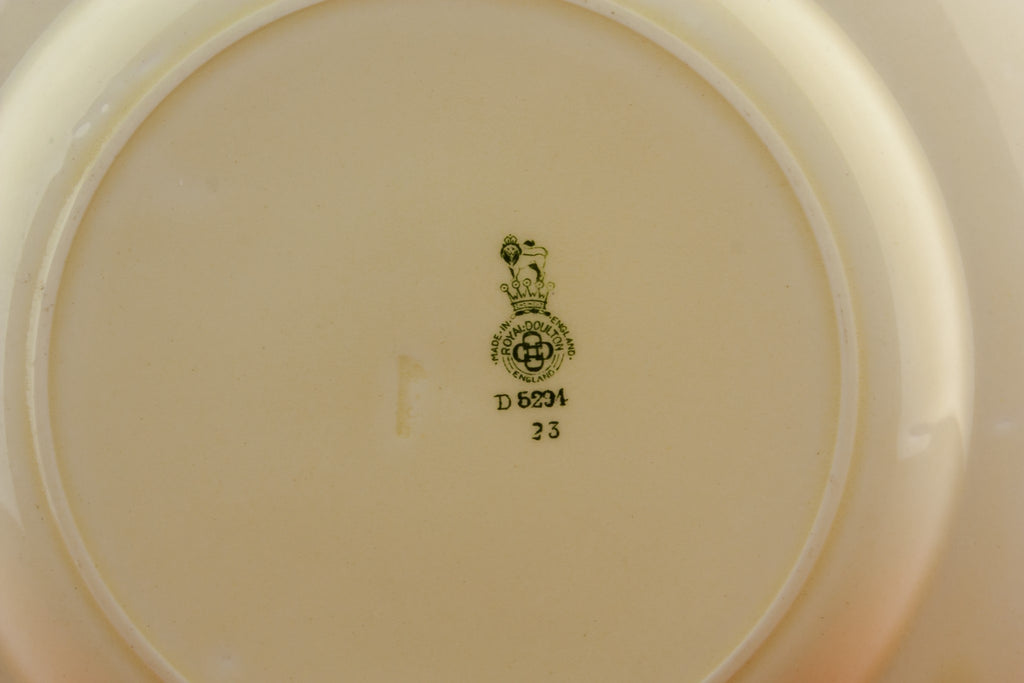 MADE·IN· ENGLAND·
ROYAL·DOULTON
ENGLAND
D 5294
23